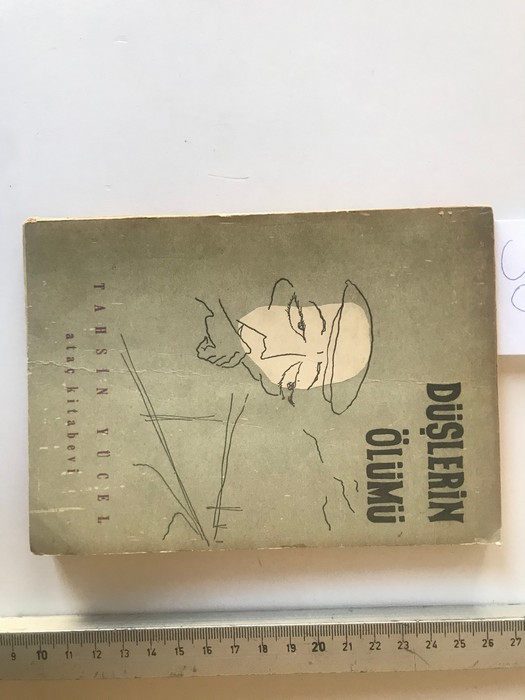 DÜŞLERİN
ÖLÜMÜ
TAHSİN YÜCEL
ataç kitabevi
9 10 11 12 13 14 15 16 17 18 19 20 21 22 23 24 25 26 27